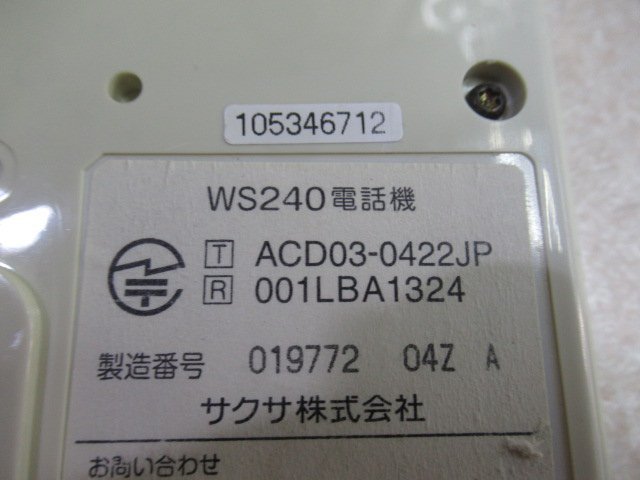 105346712
WS240電話機
T ACD03-0422JP
R 001LBA1324
製造番号 019772 04Z A
サクサ株式会社
お問い合わせ